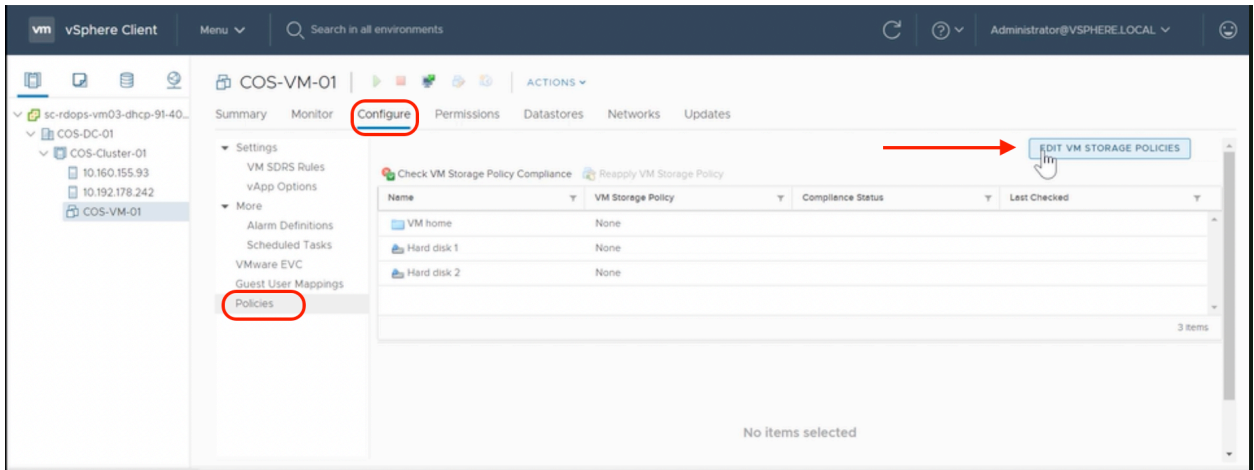 vm vSphere Client Menu Search in all environments Administrator@VSPHERE.LOCAL
COS-VM-01 ACTIONS
Summary Monitor Configure Permissions Datastores Networks Updates
sc-rdops-vm03-dhcp-91-40...
COS-DC-01
COS-Cluster-01
10.160.155.93
10.192.178.242
COS-VM-01
Settings
VM SDRS Rules
vApp Options
More
Alarm Definitions
Scheduled Tasks
VMware EVC
Guest User Mappings
Policies
EDIT VM STORAGE POLICIES
Check VM Storage Policy Compliance Reapply VM Storage Policy
Name VM Storage Policy Compliance Status Last Checked
VM home None
Hard disk 1 None
Hard disk 2 None
3 items
No items selected